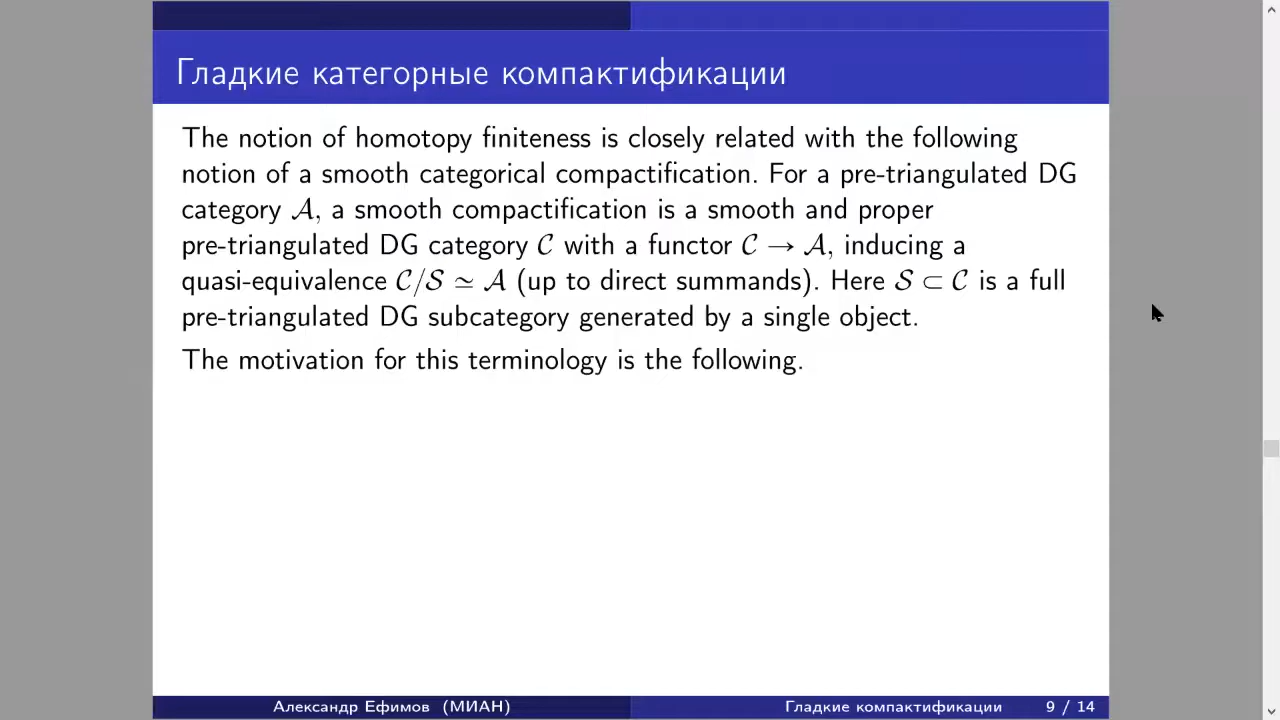 Гладкие категорные компактификации
The notion of homotopy finiteness is closely related with the following
notion of a smooth categorical compactification. For a pre-triangulated DG
category 𝒜, a smooth compactification is a smooth and proper
pre-triangulated DG category 𝒞 with a functor 𝒞 → 𝒜, inducing a
quasi-equivalence 𝒞/𝒮 ≃ 𝒜 (up to direct summands). Here 𝒮 ⊂ 𝒞 is a full
pre-triangulated DG subcategory generated by a single object.
The motivation for this terminology is the following.
Александр Ефимов (МИАН) Гладкие компактификации 9 / 14